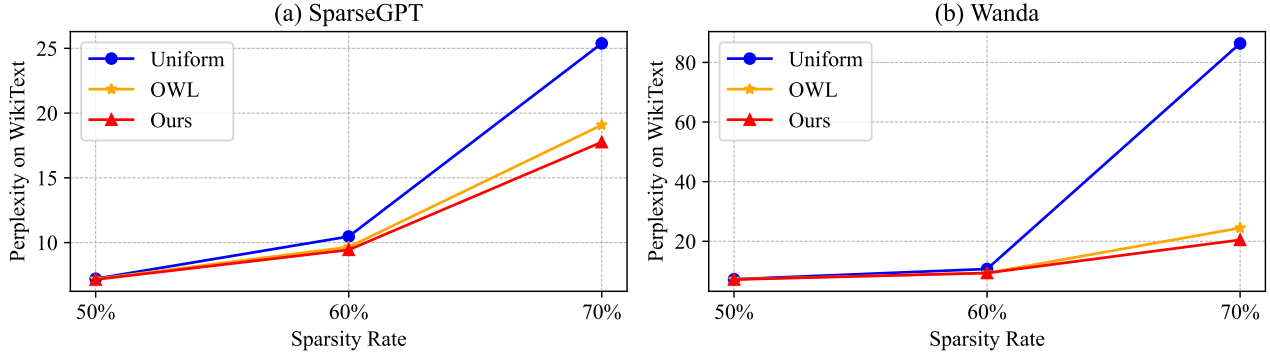 (a) SparseGPT
Perplexity on WikiText
25
20
15
10
Uniform
OWL
Ours
50%
60%
70%
Sparsity Rate
(b) Wanda
Perplexity on WikiText
80
60
40
20
Uniform
OWL
Ours
50%
60%
70%
Sparsity Rate